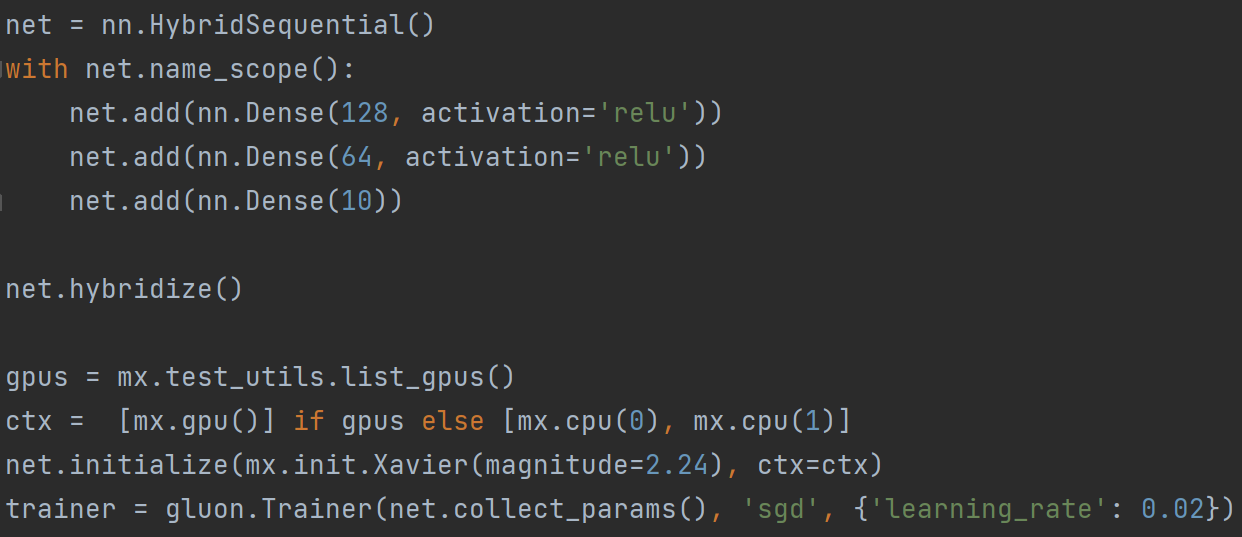 net = nn.HybridSequential()
with net.name_scope():
    net.add(nn.Dense(128, activation='relu'))
    net.add(nn.Dense(64, activation='relu'))
    net.add(nn.Dense(10))
net.hybridize()
gpus = mx.test_utils.list_gpus()
ctx =  [mx.gpu()] if gpus else [mx.cpu(0), mx.cpu(1)]
net.initialize(mx.init.Xavier(magnitude=2.24), ctx=ctx)
trainer = gluon.Trainer(net.collect_params(), 'sgd', {'learning_rate': 0.02})